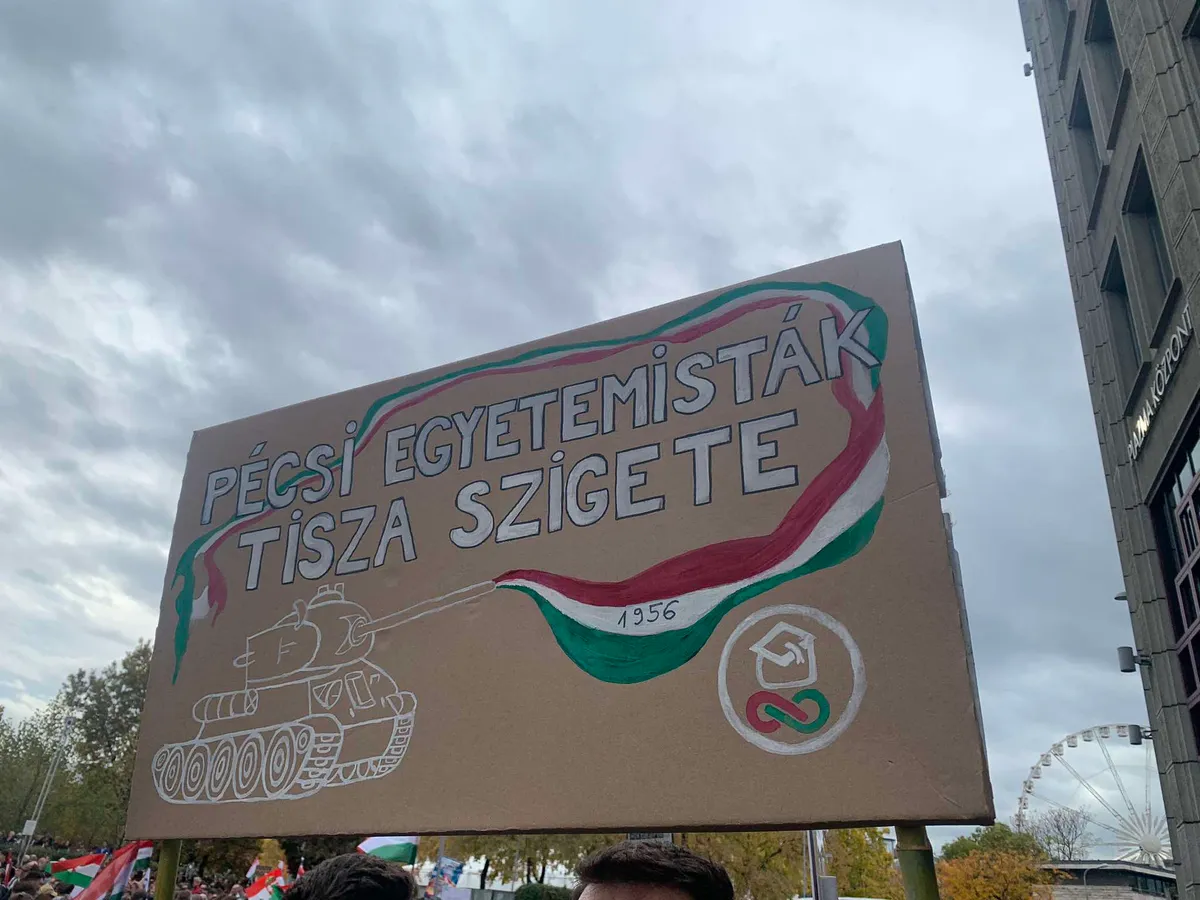 PÉCSI EGYETEMISTÁK
TISZA SZIGETE
1956